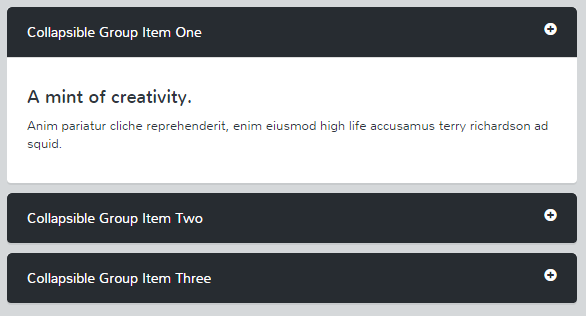 Collapsible Group Item One
A mint of creativity.
Anim pariatur cliche reprehenderit, enim eiusmod high life accusamus terry richardson ad
squid.
Collapsible Group Item Two
Collapsible Group Item Three